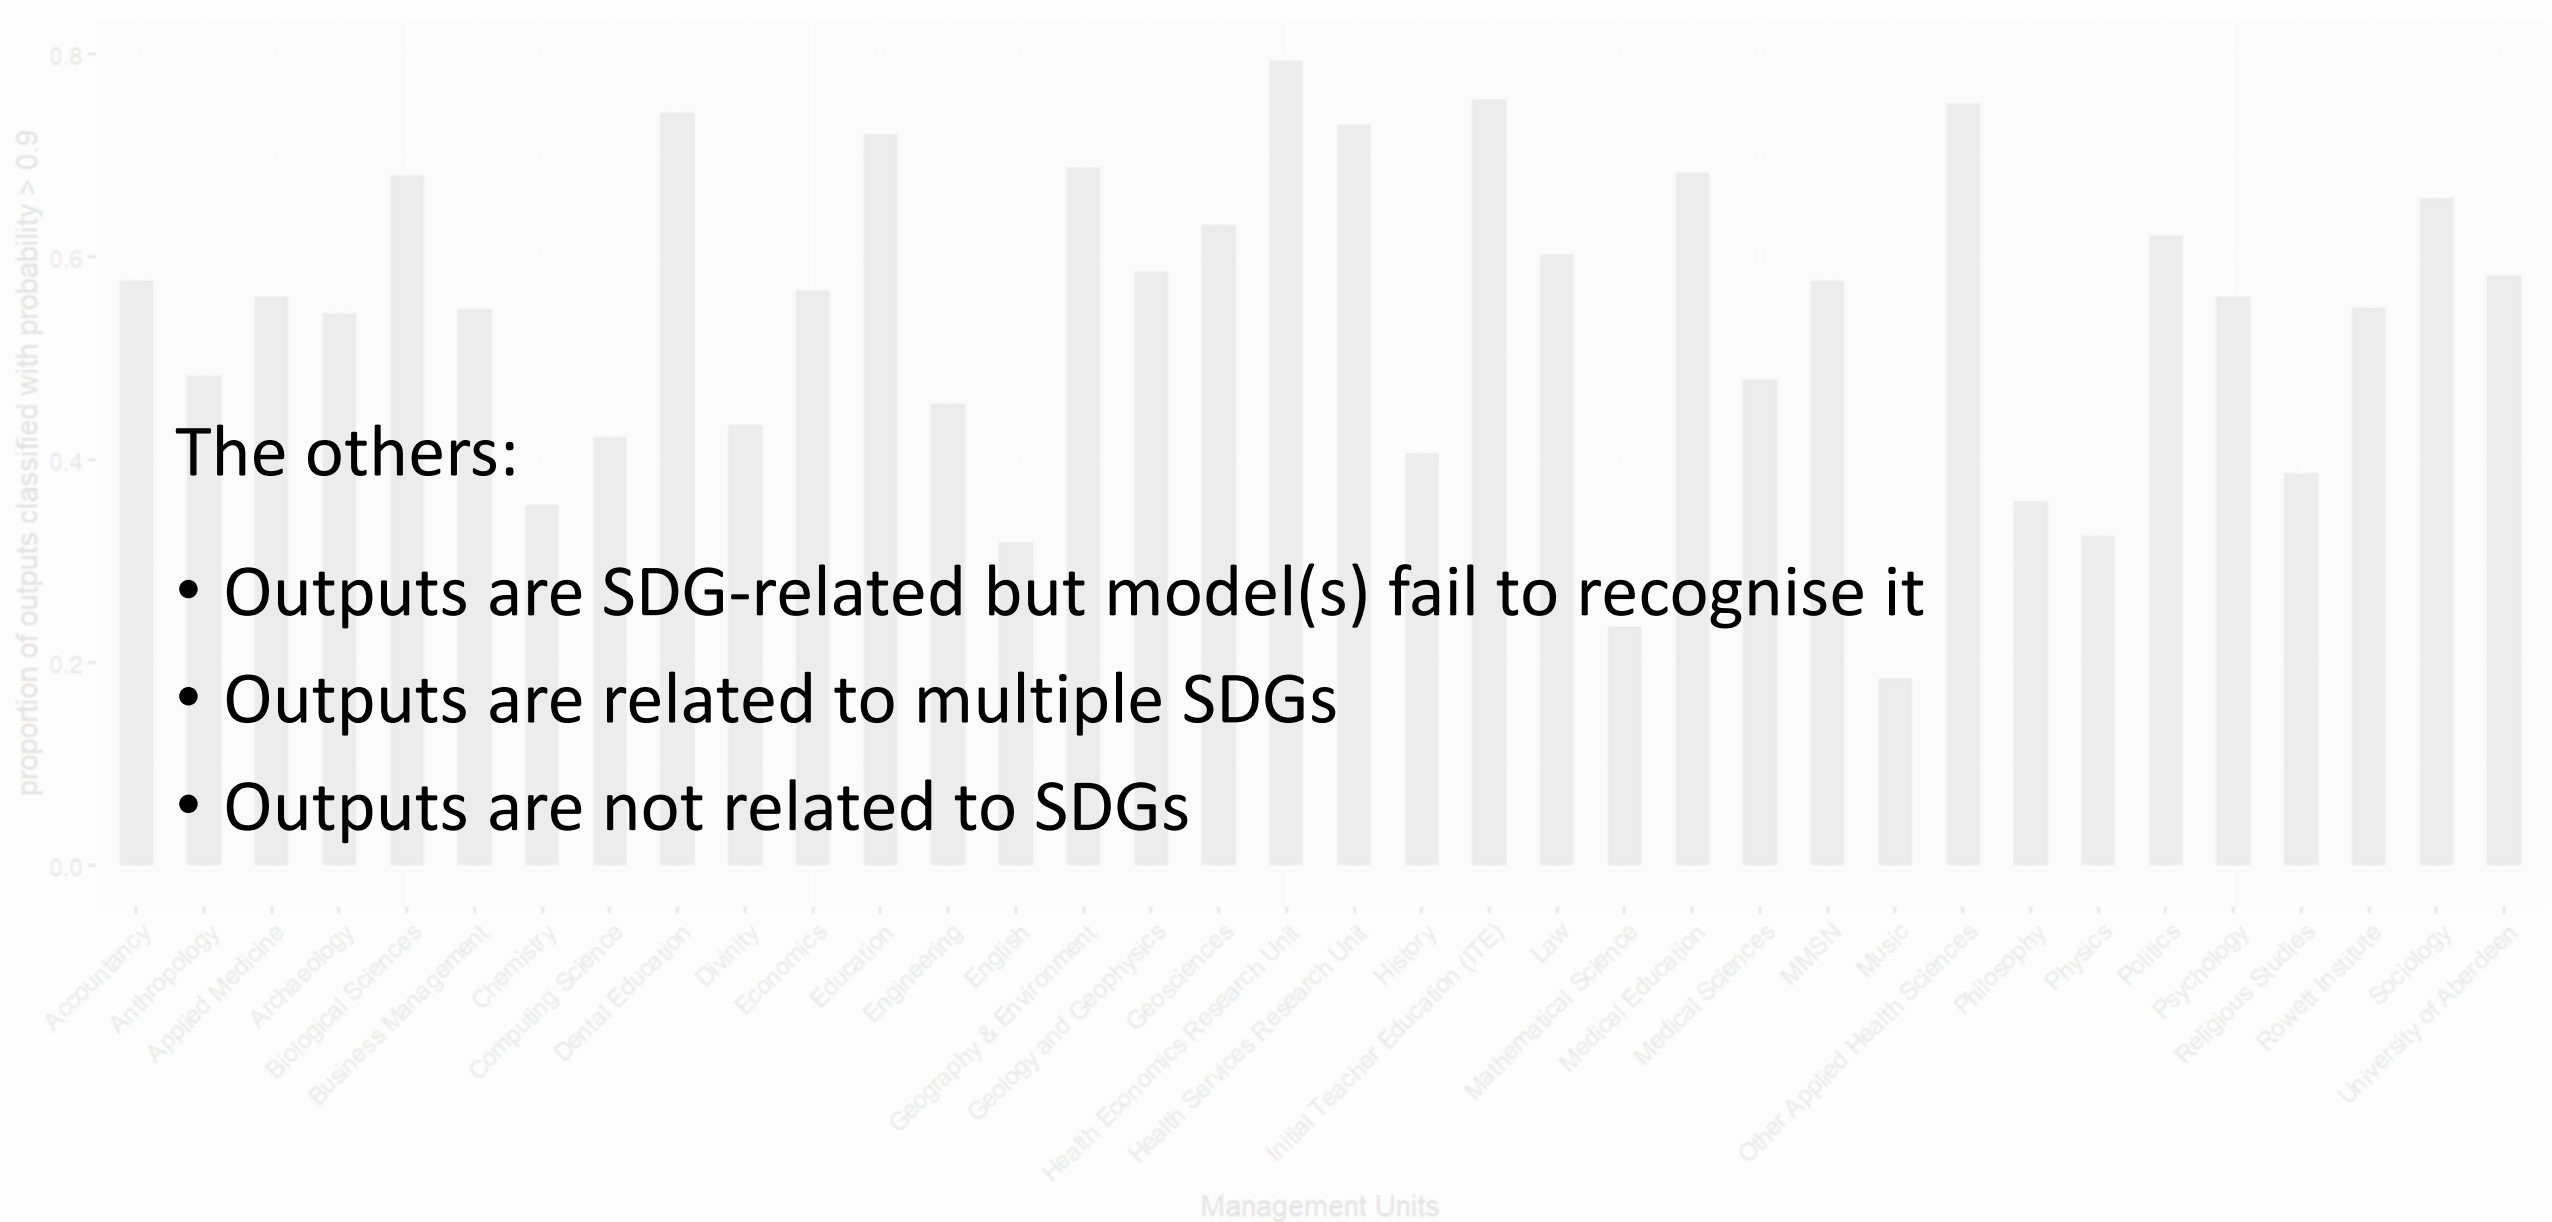 The others:
• Outputs are SDG-related but model(s) fail to recognise it
• Outputs are related to multiple SDGs
• Outputs are not related to SDGs
proportion of outputs classified with probability > 0.9
0.8
0.6
0.4
0.2
0.0
Accountancy
Anthropology
Applied Medicine
Archaeology
Biological Sciences
Business Management
Chemistry
Computing Science
Dental Education
Divinity
Economics
Education
Engineering
English
Geography & Environment
Geology and Geophysics
Geosciences
Health Economics Research Unit
Health Services Research Unit
History
Initial Teacher Education (ITE)
Law
Mathematical Science
Medical Education
Medical Sciences
MMSN
Music
Other Applied Health Sciences
Philosophy
Physics
Politics
Psychology
Religious Studies
Rowett Institute
Sociology
University of Aberdeen
Management Units